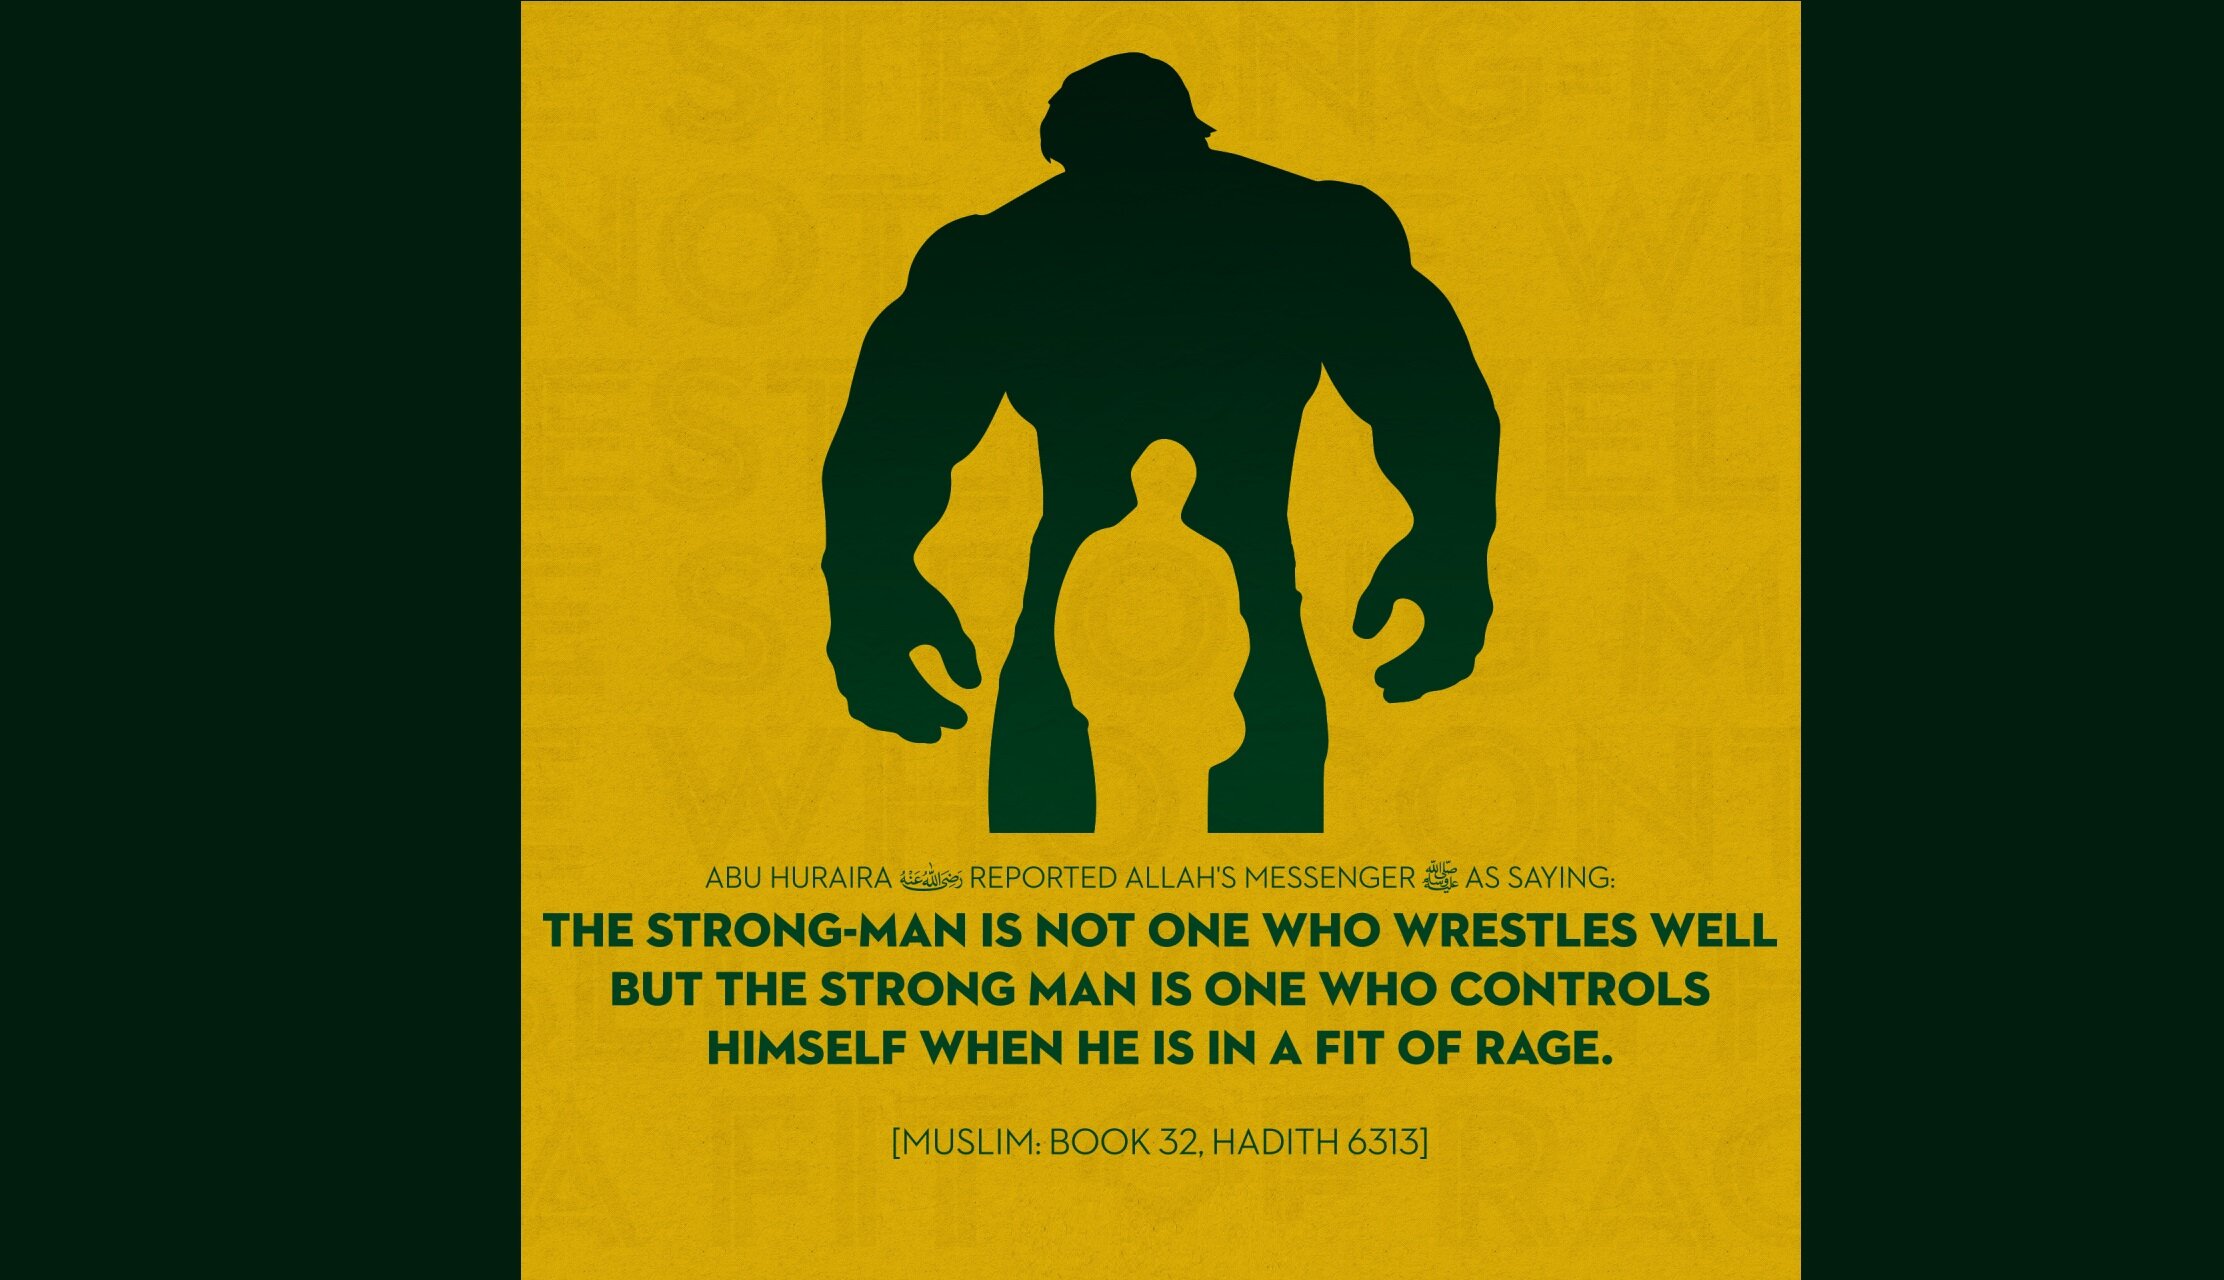 ABU HURAIRA رَضِيَ اللهُ عَنْهُ REPORTED ALLAH'S MESSENGER ﷺ AS SAYING:
THE STRONG-MAN IS NOT ONE WHO WRESTLES WELL
BUT THE STRONG MAN IS ONE WHO CONTROLS
HIMSELF WHEN HE IS IN A FIT OF RAGE.
[MUSLIM: BOOK 32, HADITH 6313]